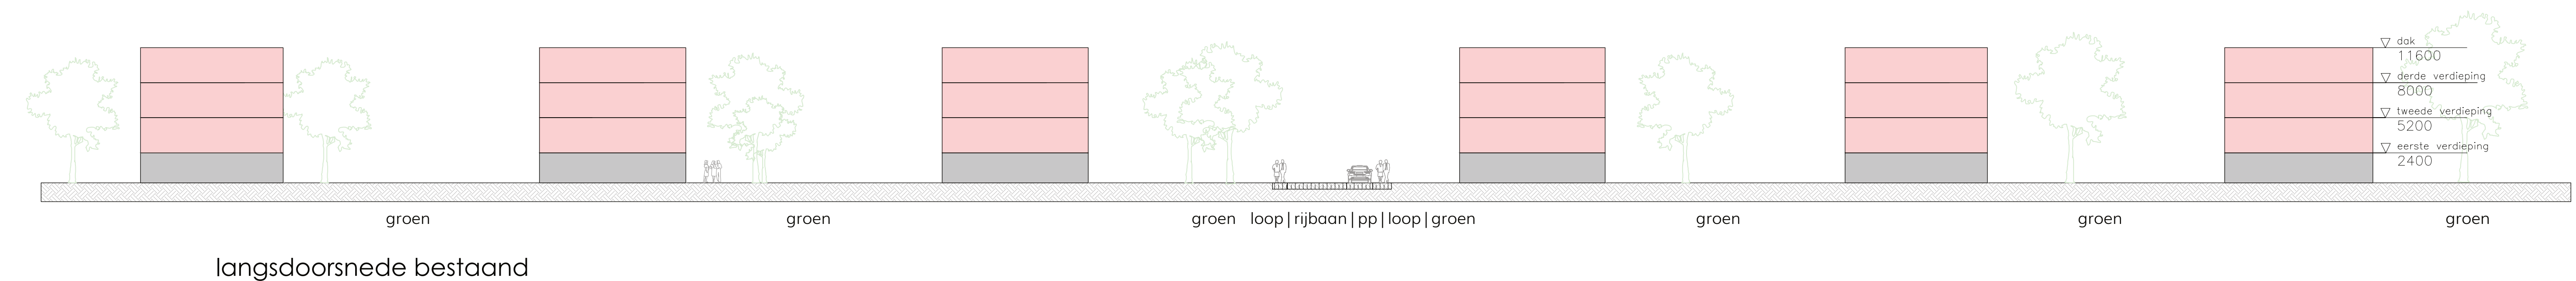 dak
11600
derde verdieping
8000
tweede verdieping
5200
eerste verdieping
2400
groen groen groen loop|rijbaan|pp|loop|groen groen groen groen
langsdoorsnede bestaand